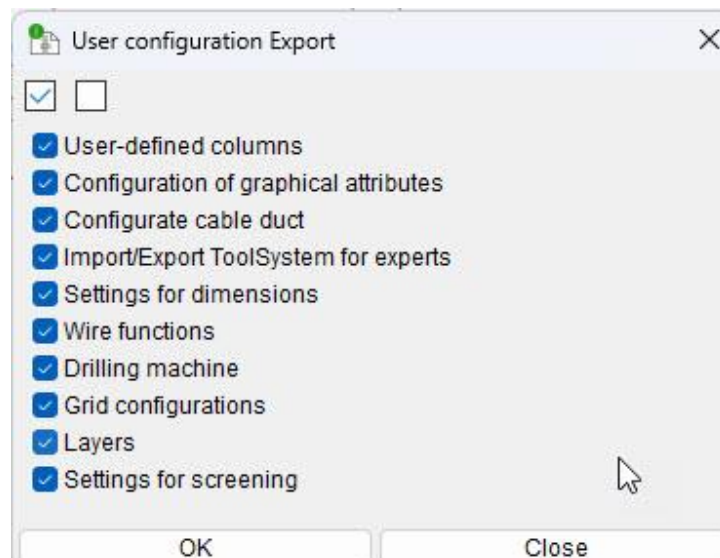 User configuration Export
User-defined columns
Configuration of graphical attributes
Configurate cable duct
Import/Export ToolSystem for experts
Settings for dimensions
Wire functions
Drilling machine
Grid configurations
Layers
Settings for screening
OK Close